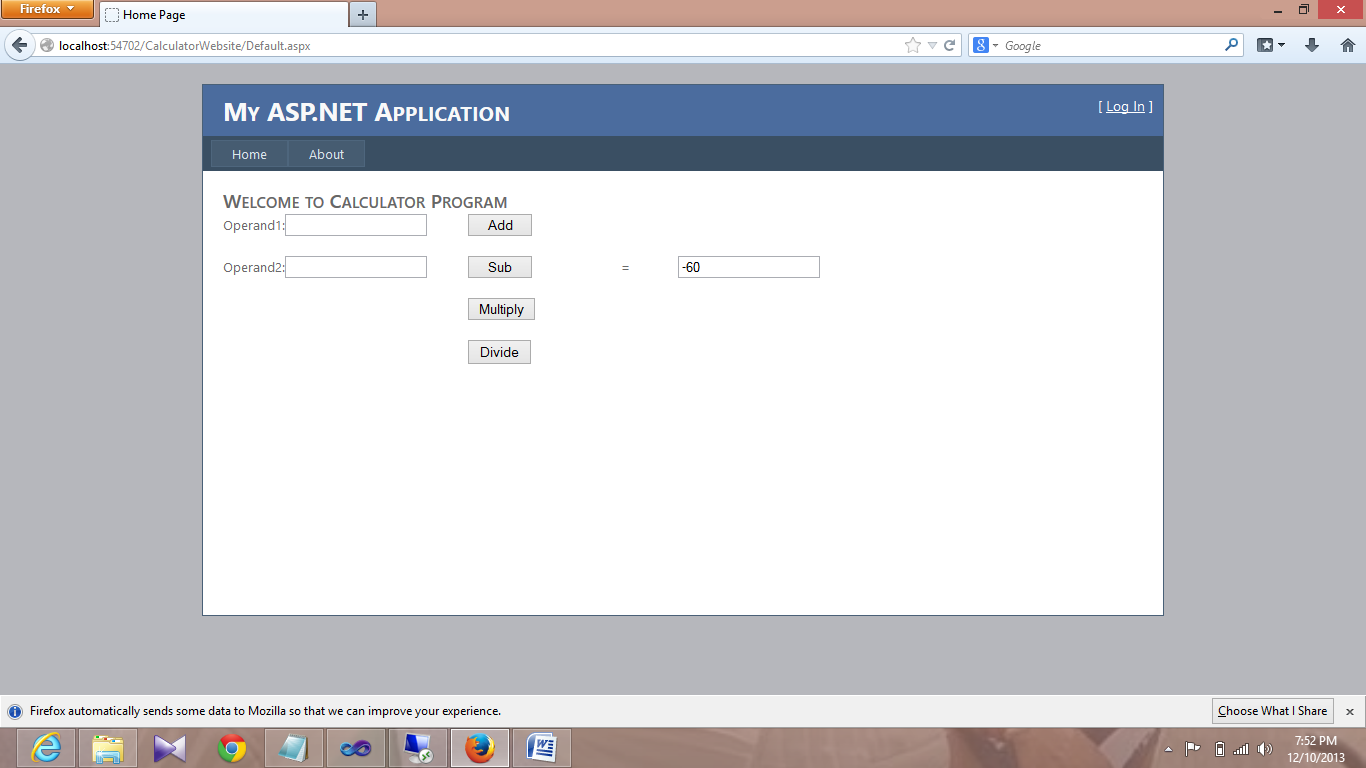 Firefox
Home Page
localhost:54702/CalculatorWebsite/Default.aspx
Google
My ASP.NET Application
[ Log In ]
Home
About
Welcome to Calculator Program
Operand1:
Add
Operand2:
Sub
=
-60
Multiply
Divide
Firefox automatically sends some data to Mozilla so that we can improve your experience.
Choose What I Share
7:52 PM
12/10/2013